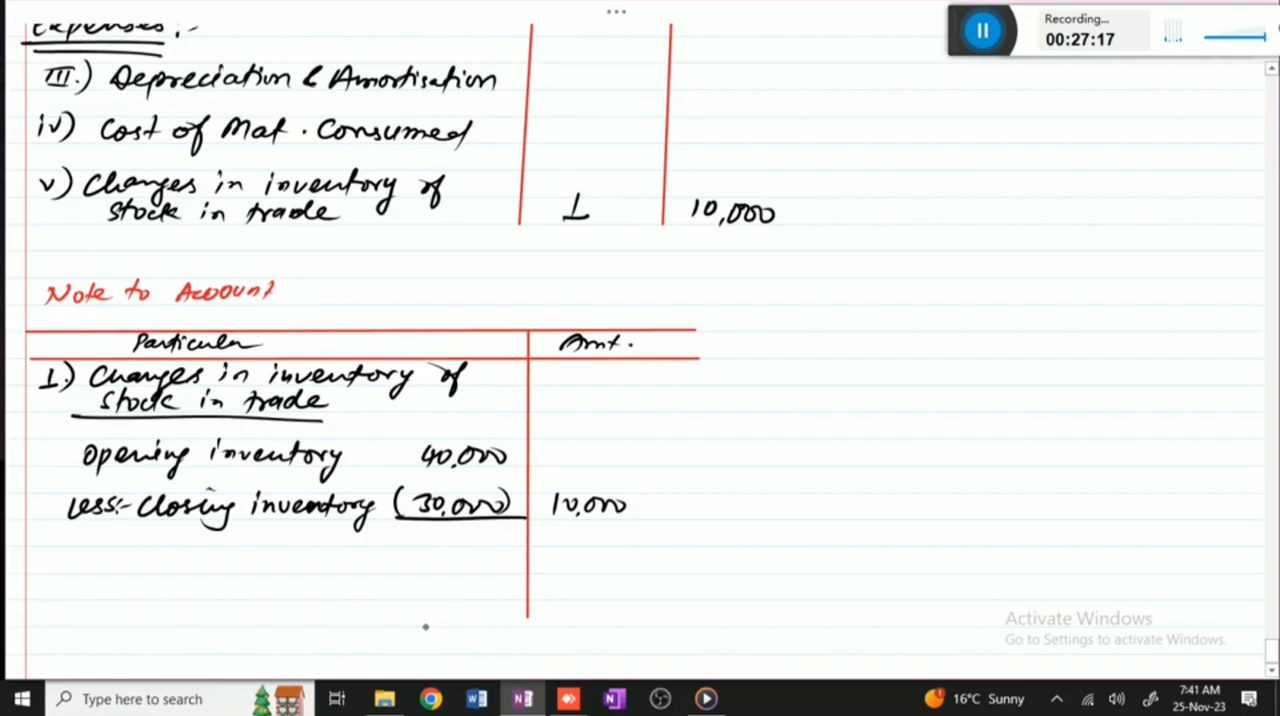 Recording...
00:27:17
Expenses :-
III.) Depreciation & Amortisation
iv) Cost of Mat. Consumed
v) Changes in inventory of
stock in trade 1 10,000
Note to Account
Particular Amt.
1.) Changes in inventory of
stock in trade
Opening inventory 40,000
Less:- Closing inventory (30,000) 10,000
Activate Windows
Go to Settings to activate Windows.
Type here to search
16°C Sunny
7:41 AM
25-Nov-23